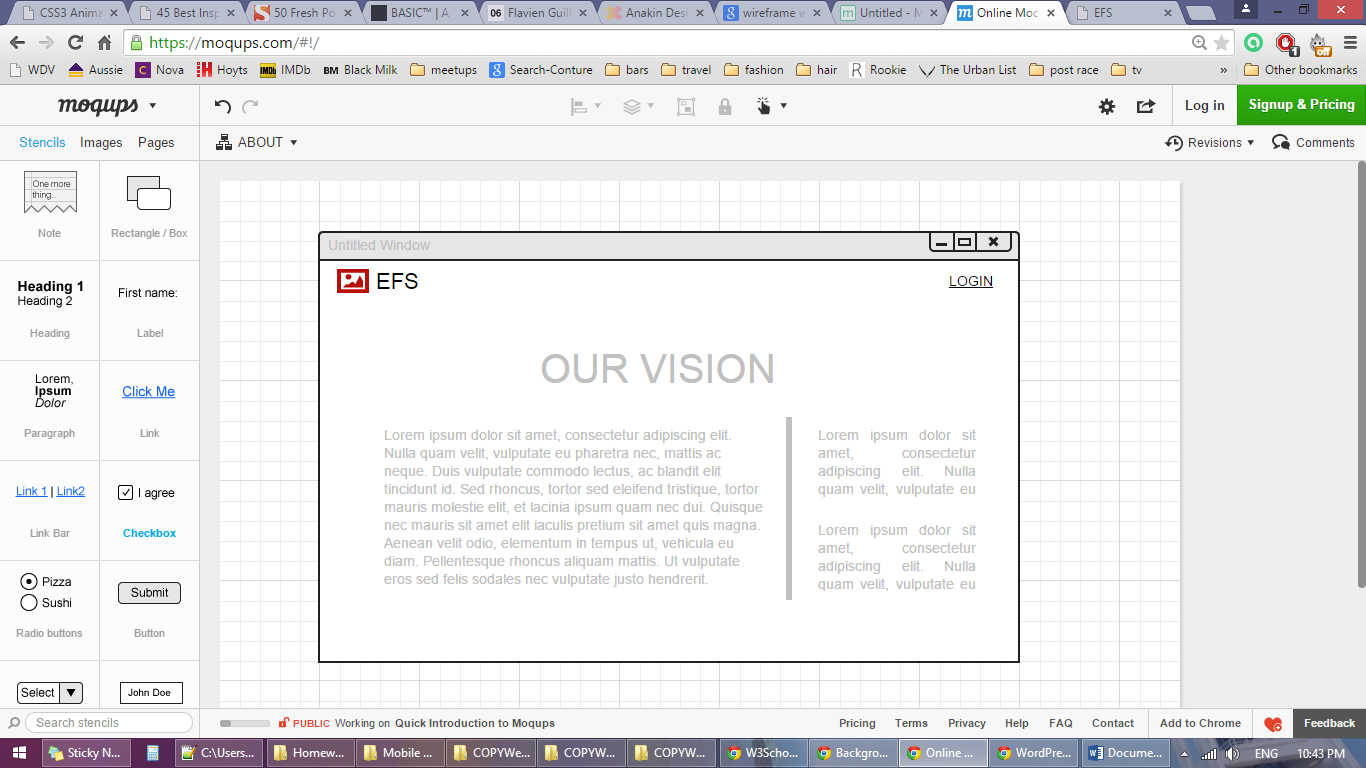 CSS3 Anima
45 Best Insp
50 Fresh Po
BASIC™ | A
06 Flavien Guill
Anakin Desi
wireframe w
Untitled - M
Online Moc
EFS
https://moqups.com/#!/
WDV
Aussie
Nova
Hoyts
IMDb IMDb
BM Black Milk
meetups
Search-Conture
bars
travel
fashion
hair
R Rookie
The Urban List
post race
tv
»
Other bookmarks
1
off
moqups
Log in
Signup & Pricing
Stencils Images Pages
ABOUT
Revisions
Comments
One more
thing..
Note
Rectangle / Box
Heading 1
Heading 2
Heading
First name:
Label
Lorem,
Ipsum
Dolor
Paragraph
Click Me
Link
Link 1 | Link2
Link Bar
I agree
Checkbox
Pizza
Sushi
Radio buttons
Submit
Button
Select
John Doe
Search stencils
Untitled Window
EFS
LOGIN
OUR VISION
Lorem ipsum dolor sit amet, consectetur adipiscing elit.
Nulla quam velit, vulputate eu pharetra nec, mattis ac
neque. Duis vulputate commodo lectus, ac blandit elit
tincidunt id. Sed rhoncus, tortor sed eleifend tristique, tortor
mauris molestie elit, et lacinia ipsum quam nec dui. Quisque
nec mauris sit amet elit iaculis pretium sit amet quis magna.
Aenean velit odio, elementum in tempus ut, vehicula eu
diam. Pellentesque rhoncus aliquam mattis. Ut vulputate
eros sed felis sodales nec vulputate justo hendrerit.
Lorem ipsum dolor sit
amet, consectetur
adipiscing elit. Nulla
quam velit, vulputate eu
Lorem ipsum dolor sit
amet, consectetur
adipiscing elit. Nulla
quam velit, vulputate eu
PUBLIC Working on Quick Introduction to Moqups
Pricing Terms Privacy Help FAQ Contact
Add to Chrome
Feedback
Sticky N...
C:\Users...
Homew...
Mobile ...
COPYWe...
COPYW...
COPYW...
W3Scho...
Backgro...
Online ...
WordPre...
Docume...
ENG
10:43 PM